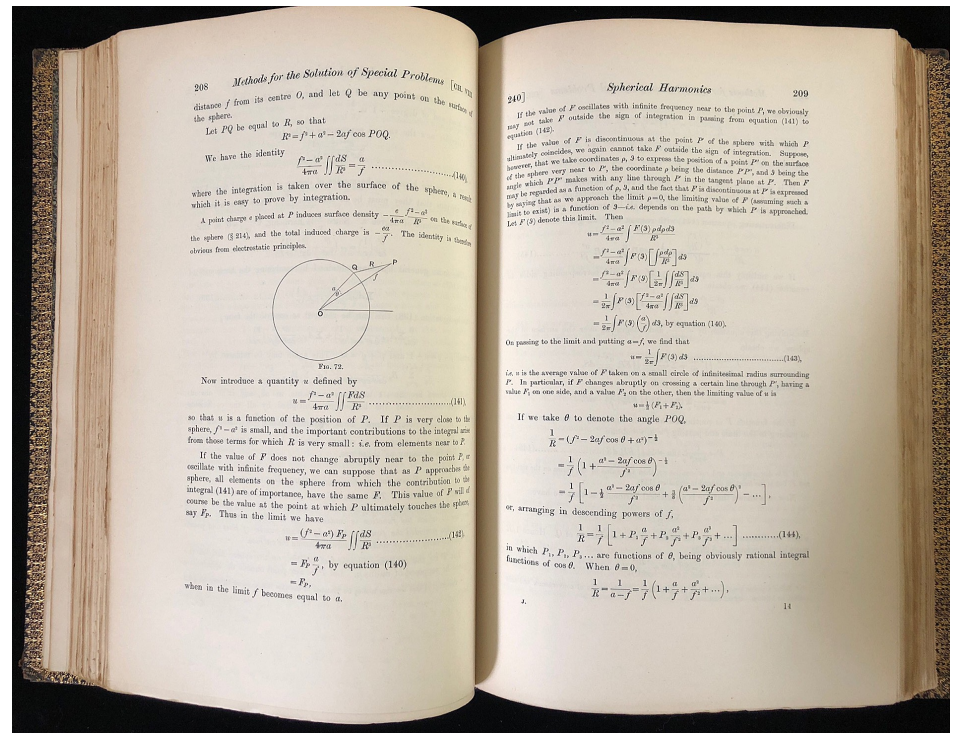 208 Methods for the Solution of Special Problems [CH. VIII
distance f from its centre O, and let Q be any point on the surface of
the sphere.
Let PQ be equal to R, so that
R² = f² + a² − 2af cos POQ.
We have the identity
f² − a² / 4πa ∬ dS / R³ = a / f ..................(140),
where the integration is taken over the surface of the sphere, a result
which it is easy to prove by integration.
A point charge e placed at P induces surface density − e / 4πa f² − a² / R³ on the surface of
the sphere (§ 214), and the total induced charge is − ea / f. The identity is therefore
obvious from electrostatic principles.
Q R P
a f
θ
O
FIG. 72.
Now introduce a quantity u defined by
u = f² − a² / 4πa ∬ FdS / R³ ..................(141),
so that u is a function of the position of P. If P is very close to the
sphere, f² − a² is small, and the important contributions to the integral arise
from those terms for which R is very small: i.e. from elements near to P.
If the value of F does not change abruptly near to the point P, or
oscillate with infinite frequency, we can suppose that as P approaches the
sphere, all elements on the sphere from which the contribution to the
integral (141) are of importance, have the same F. This value of F will of
course be the value at the point at which P ultimately touches the sphere,
say F_P. Thus in the limit we have
u = (f² − a²) F_P / 4πa ∬ dS / R³ ..................(142)
= F_P a / f, by equation (140)
= F_P,
when in the limit f becomes equal to a.
240] Spherical Harmonics 209
If the value of F oscillates with infinite frequency near to the point P, we obviously
may not take F outside the sign of integration in passing from equation (141) to
equation (142).
If the value of F is discontinuous at the point P' of the sphere with which P
ultimately coincides, we again cannot take F outside the sign of integration. Suppose,
however, that we take coordinates ρ, ϑ to express the position of a point P'' on the surface
of the sphere very near to P', the coordinate ρ being the distance P'P'', and ϑ being the
angle which P'P'' makes with any line through P' in the tangent plane at P'. Then F
may be regarded as a function of ρ, ϑ, and the fact that F is discontinuous at P' is expressed
by saying that as we approach the limit ρ=0, the limiting value of F (assuming such a
limit to exist) is a function of ϑ—i.e. depends on the path by which P' is approached.
Let F(ϑ) denote this limit. Then
u = f² − a² / 4πa ∫ F(ϑ) ρdρdϑ / R³
= f² − a² / 4πa ∫ F(ϑ) [∫ ρdρ / R³] dϑ
= f² − a² / 4πa ∫ F(ϑ) [1 / 2π ∬ dS / R³] dϑ
= 1 / 2π ∫ F(ϑ) [f² − a² / 4πa ∬ dS / R³] dϑ
= 1 / 2π ∫ F(ϑ) (a / f) dϑ, by equation (140).
On passing to the limit and putting a=f, we find that
u = 1 / 2π ∫ F(ϑ) dϑ ..................(143),
i.e. u is the average value of F taken on a small circle of infinitesimal radius surrounding
P. In particular, if F changes abruptly on crossing a certain line through P', having a
value F₁ on one side, and a value F₂ on the other, then the limiting value of u is
u = ½ (F₁ + F₂).
If we take θ to denote the angle POQ,
1 / R = (f² − 2af cos θ + a²)^−½
= 1 / f (1 + a² − 2af cos θ / f²)^−½
= 1 / f [1 − ½ a² − 2af cos θ / f² + ⅜ (a² − 2af cos θ / f²)² − ...],
or, arranging in descending powers of f,
1 / R = 1 / f [1 + P₁ a / f + P₂ a² / f² + P₃ a³ / f³ + ...] ...........(144),
in which P₁, P₂, P₃ ... are functions of θ, being obviously rational integral
functions of cos θ. When θ = 0,
1 / R = 1 / a − f = 1 / f (1 + a / f + a² / f² + ...),
J. 14